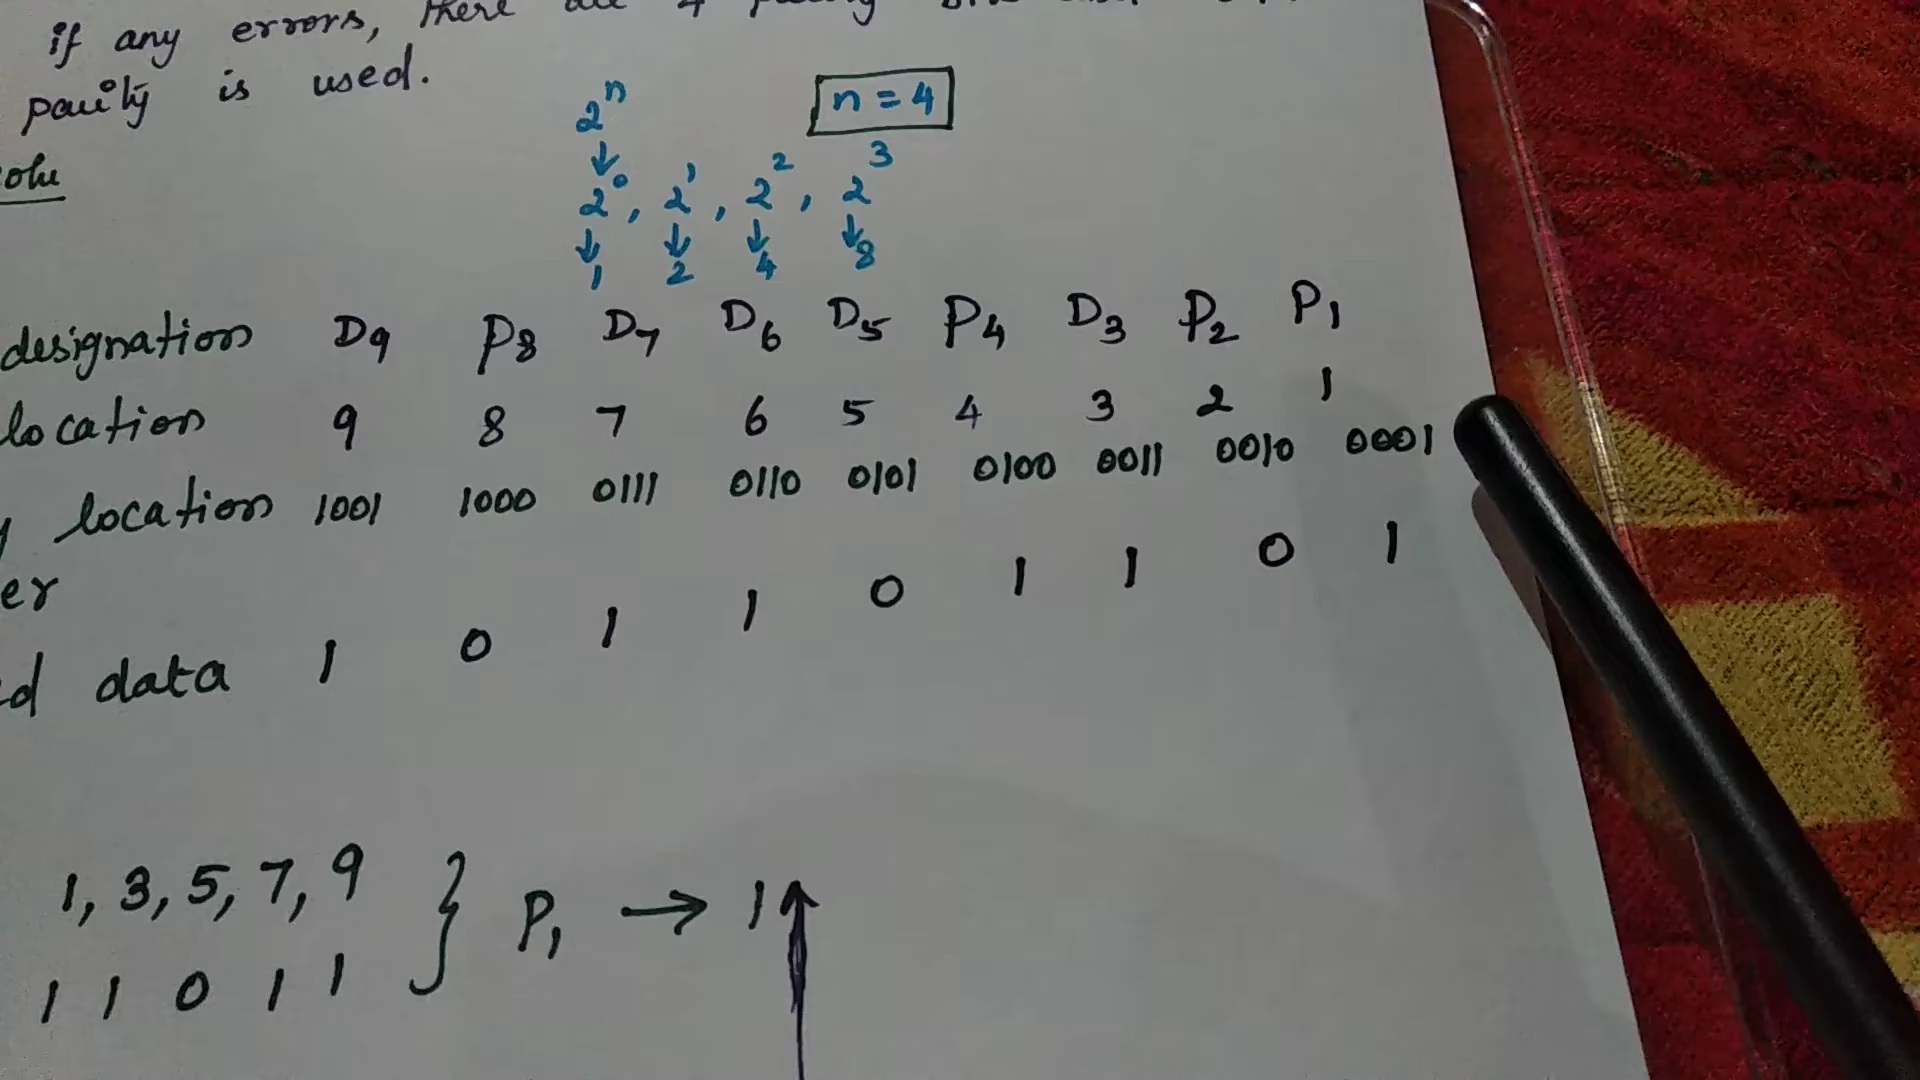 if any errors, there are 4 parity
parity is used.
2^n
n = 4
2^0, 2^1, 2^2, 2^3
1 2 4 8
designation D9 P8 D7 D6 D5 P4 D3 P2 P1
location 9 8 7 6 5 4 3 2 1
location 1001 1000 0111 0110 0101 0100 0011 0010 0001
er
data 1 0 1 1 0 1 1 0 1
1, 3, 5, 7, 9 } P1 → 1
1 1 0 1 1